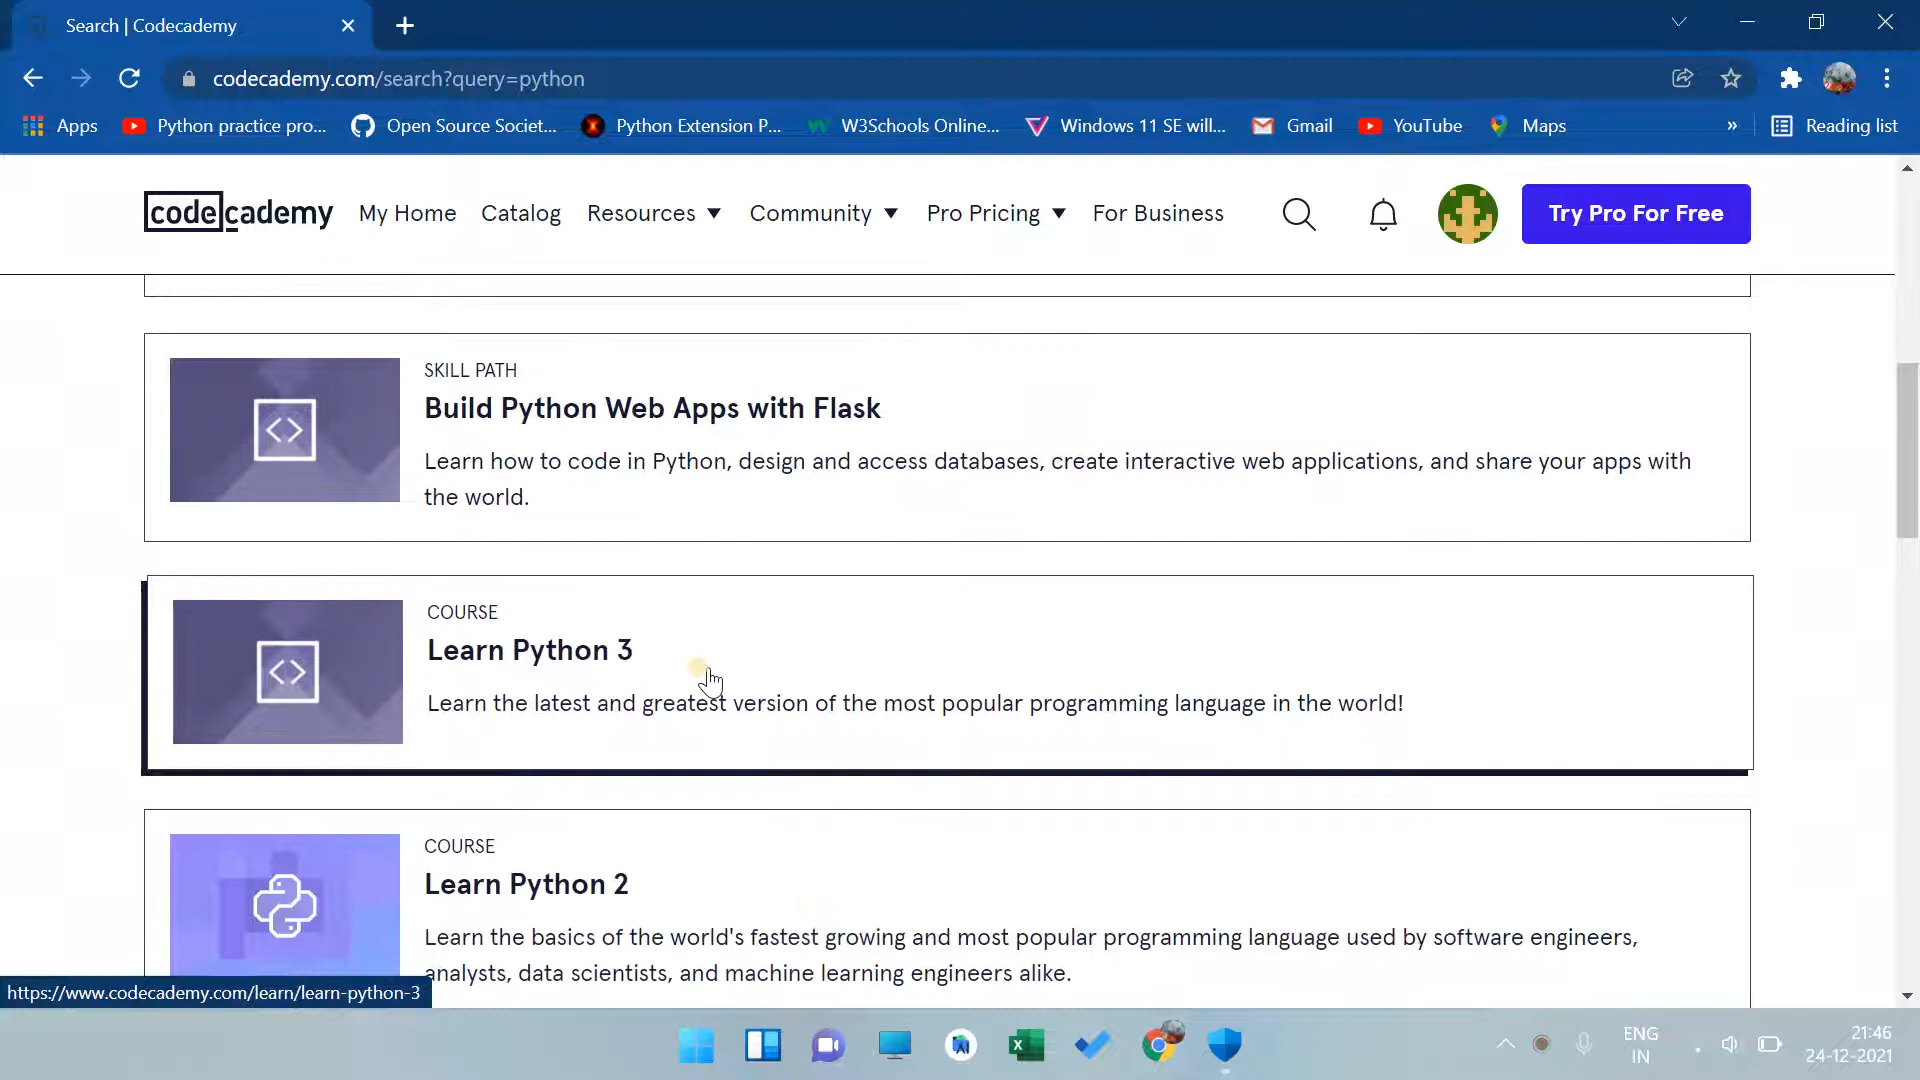 Search | Codecademy
codecademy.com/search?query=python
Apps Python practice pro... Open Source Societ... Python Extension P... W3Schools Online... Windows 11 SE will... Gmail YouTube Maps » Reading list
codecademy My Home Catalog Resources Community Pro Pricing For Business Try Pro For Free
SKILL PATH
Build Python Web Apps with Flask
Learn how to code in Python, design and access databases, create interactive web applications, and share your apps with
the world.
COURSE
Learn Python 3
Learn the latest and greatest version of the most popular programming language in the world!
COURSE
Learn Python 2
Learn the basics of the world's fastest growing and most popular programming language used by software engineers,
analysts, data scientists, and machine learning engineers alike.
https://www.codecademy.com/learn/learn-python-3
ENG
IN
21:46
24-12-2021